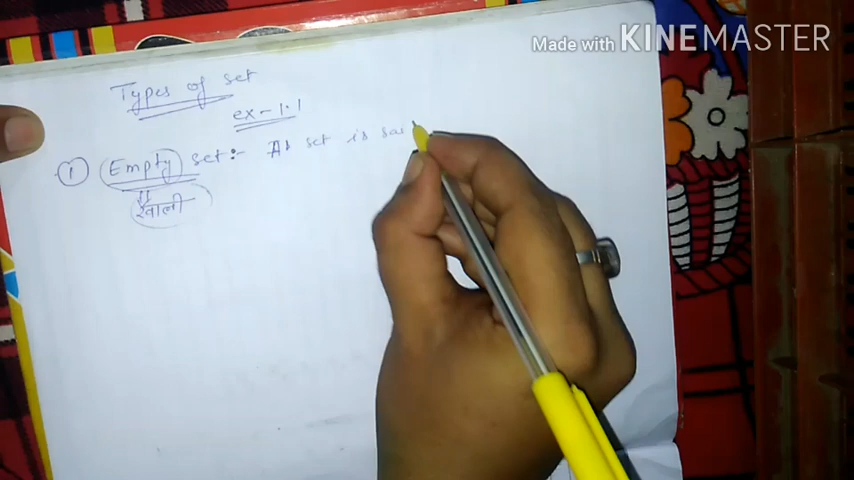 Made with KINEMASTER
Types of set
ex - 1.1
① Empty set :- A set is sa
खाली